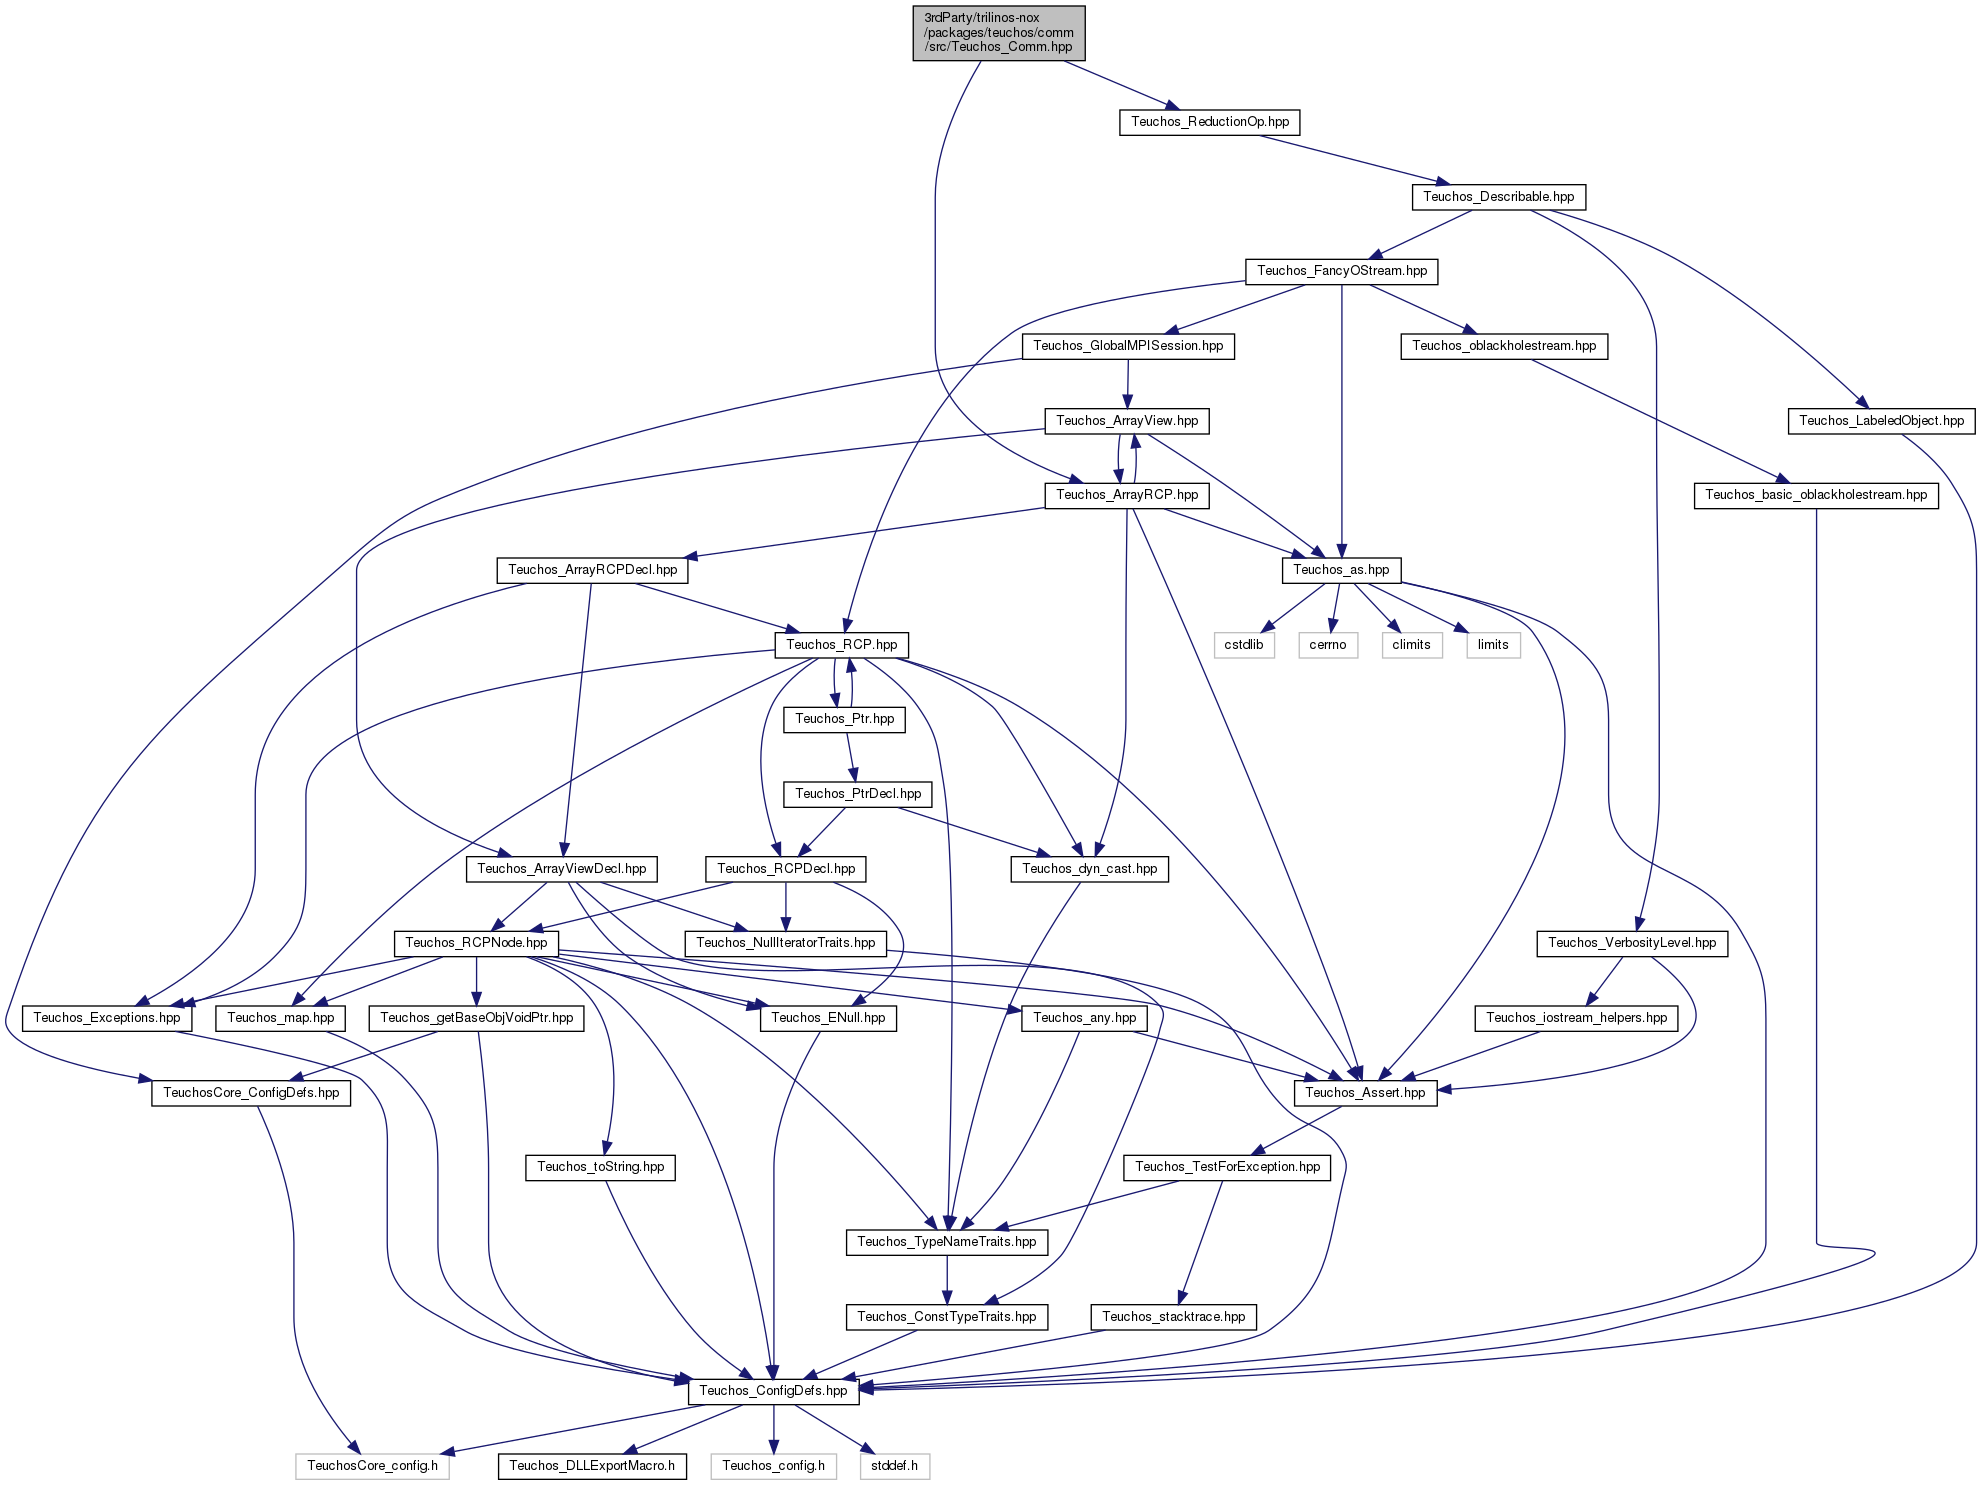 3rdParty/trilinos-nox
/packages/teuchos/comm
/src/Teuchos_Comm.hpp
Teuchos_ReductionOp.hpp
Teuchos_Describable.hpp
Teuchos_FancyOStream.hpp
Teuchos_GlobalMPISession.hpp
Teuchos_oblackholestream.hpp
Teuchos_ArrayView.hpp
Teuchos_LabeledObject.hpp
Teuchos_ArrayRCP.hpp
Teuchos_basic_oblackholestream.hpp
Teuchos_ArrayRCPDecl.hpp
Teuchos_as.hpp
Teuchos_RCP.hpp
cstdlib
cerrno
climits
limits
Teuchos_Ptr.hpp
Teuchos_PtrDecl.hpp
Teuchos_ArrayViewDecl.hpp
Teuchos_RCPDecl.hpp
Teuchos_dyn_cast.hpp
Teuchos_RCPNode.hpp
Teuchos_NullIteratorTraits.hpp
Teuchos_VerbosityLevel.hpp
Teuchos_Exceptions.hpp
Teuchos_map.hpp
Teuchos_getBaseObjVoidPtr.hpp
Teuchos_ENull.hpp
Teuchos_any.hpp
Teuchos_iostream_helpers.hpp
TeuchosCore_ConfigDefs.hpp
Teuchos_Assert.hpp
Teuchos_toString.hpp
Teuchos_TestForException.hpp
Teuchos_TypeNameTraits.hpp
Teuchos_ConstTypeTraits.hpp
Teuchos_stacktrace.hpp
Teuchos_ConfigDefs.hpp
TeuchosCore_config.h
Teuchos_DLLExportMacro.h
Teuchos_config.h
stddef.h